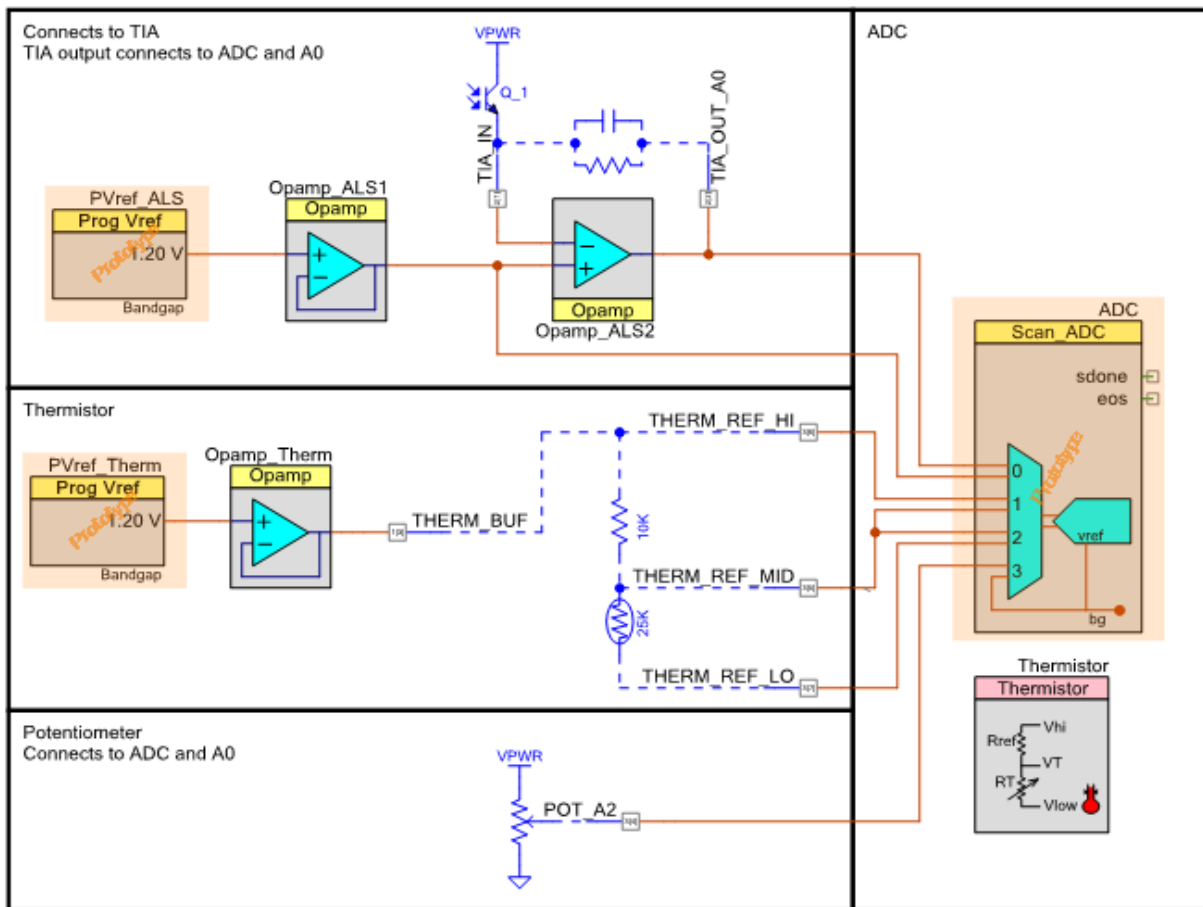 Connects to TIA
TIA output connects to ADC and A0
VPWR
Q_1
TIA_IN
TIA_OUT_A0
PVref_ALS
Prog Vref
1.20 V
Prototype
Bandgap
Opamp_ALS1
Opamp
Opamp
Opamp_ALS2
ADC
ADC
Scan_ADC
sdone
eos
Prototype
0
1
2
3
vref
bg
Thermistor
PVref_Therm
Prog Vref
1.20 V
Prototype
Bandgap
Opamp_Therm
Opamp
THERM_BUF
THERM_REF_HI
10K
THERM_REF_MID
25K
THERM_REF_LO
Thermistor
Thermistor
Vhi
Rref
VT
RT
Vlow
Potentiometer
Connects to ADC and A0
VPWR
POT_A2